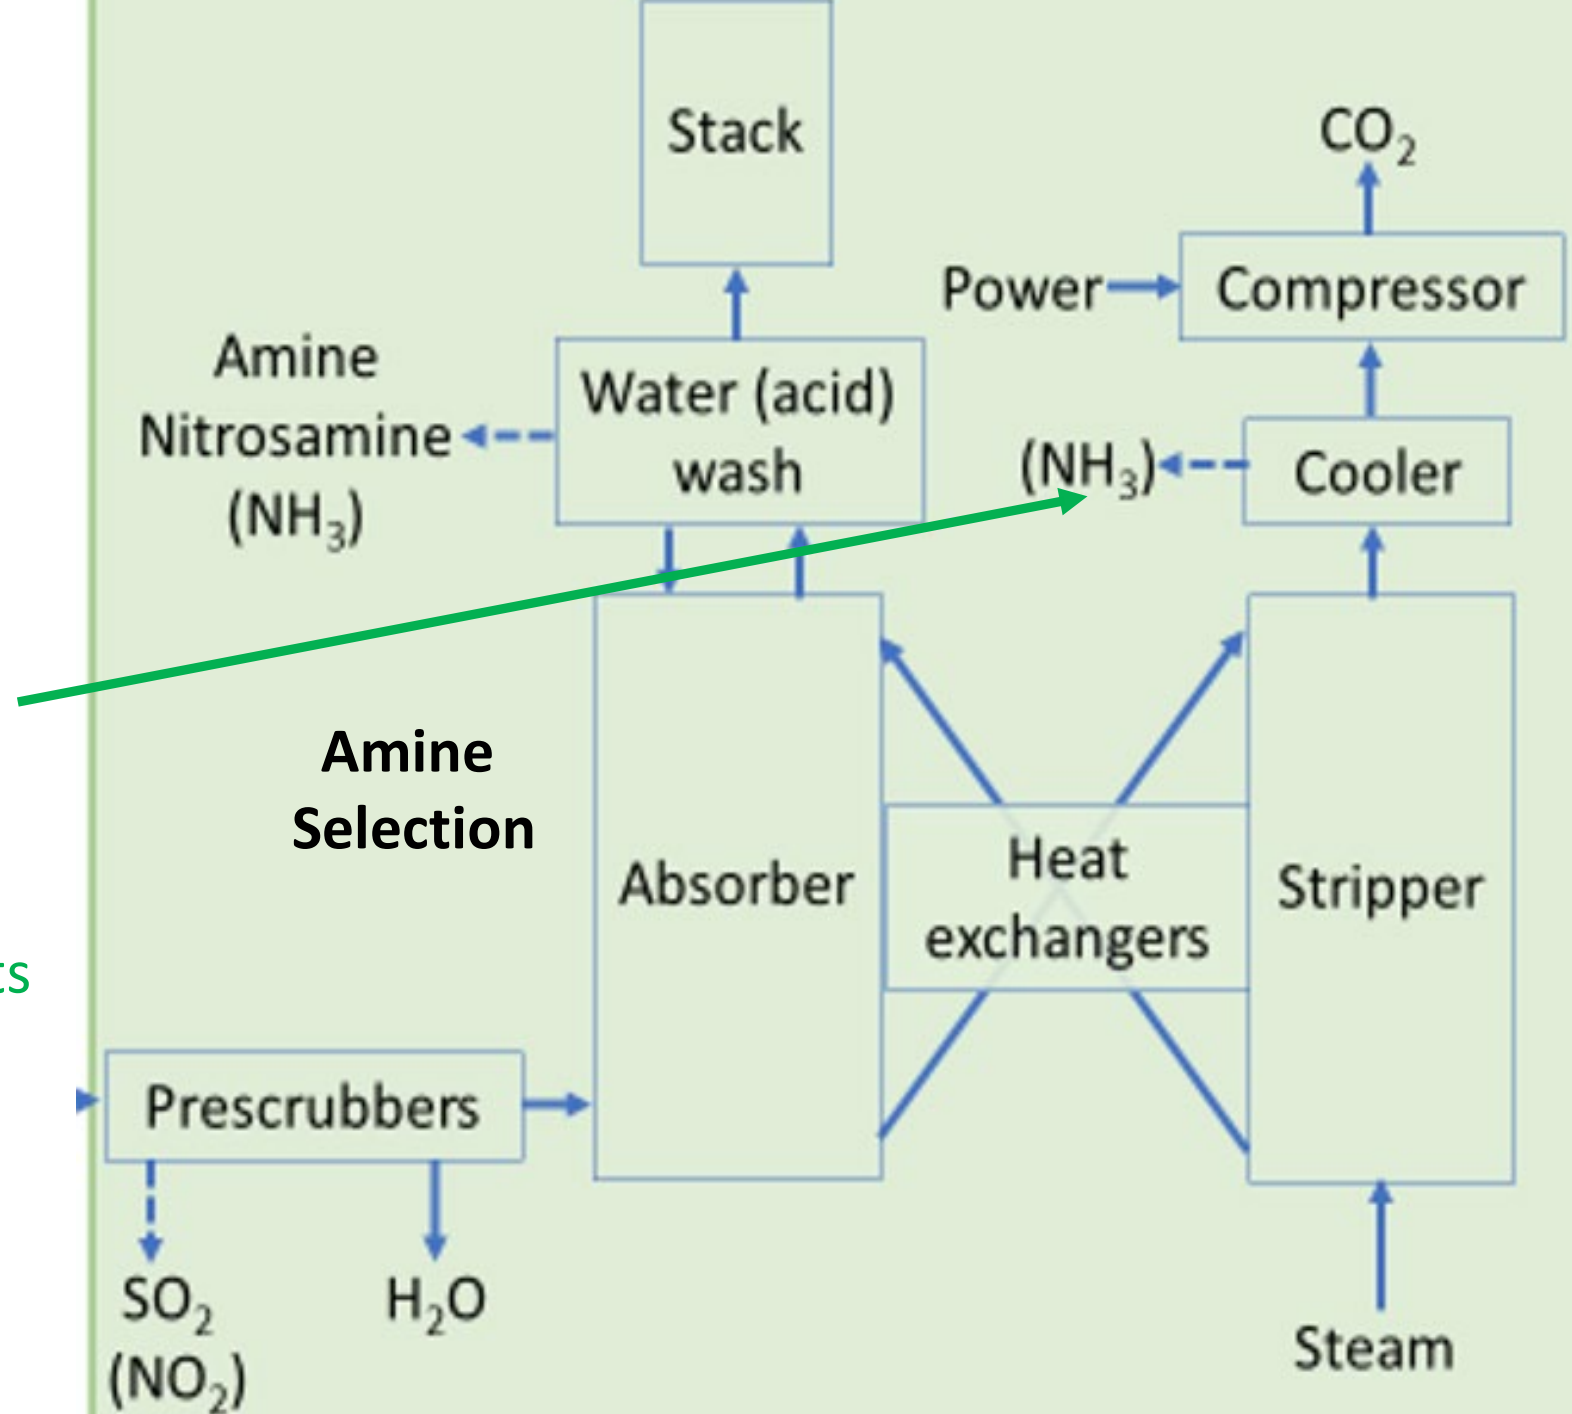 Stack
CO₂
Power
Compressor
Amine
Nitrosamine
(NH₃)
Water (acid)
wash
(NH₃)
Cooler
Amine
Selection
Absorber
Heat
exchangers
Stripper
ts
Prescrubbers
SO₂
(NO₂)
H₂O
Steam